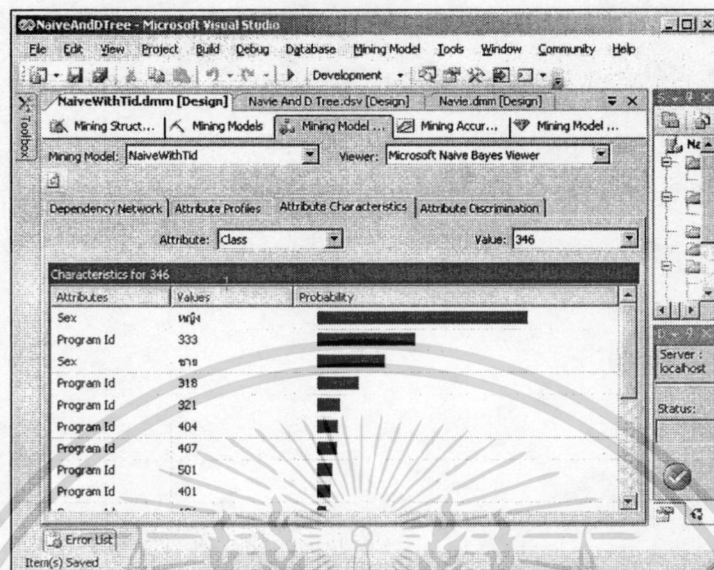 NaiveAndDTree - Microsoft Visual Studio
File Edit View Project Build Debug Database Mining Model Tools Window Community Help
Development
Toolbox
NaiveWithTid.dmm [Design] Navie And D Tree.dsv [Design] Navie.dmm [Design]
Mining Struct... Mining Models Mining Model ... Mining Accur... Mining Model ...
Mining Model: NaiveWithTid Viewer: Microsoft Naive Bayes Viewer
Dependency Network Attribute Profiles Attribute Characteristics Attribute Discrimination
Attribute: Class Value: 346
Characteristics for 346
Attributes Values Probability
Sex หญิง
Program Id 333
Sex ชาย
Program Id 318
Program Id 321
Program Id 404
Program Id 407
Program Id 501
Program Id 401
Server :
localhost
Status:
Error List
Item(s) Saved